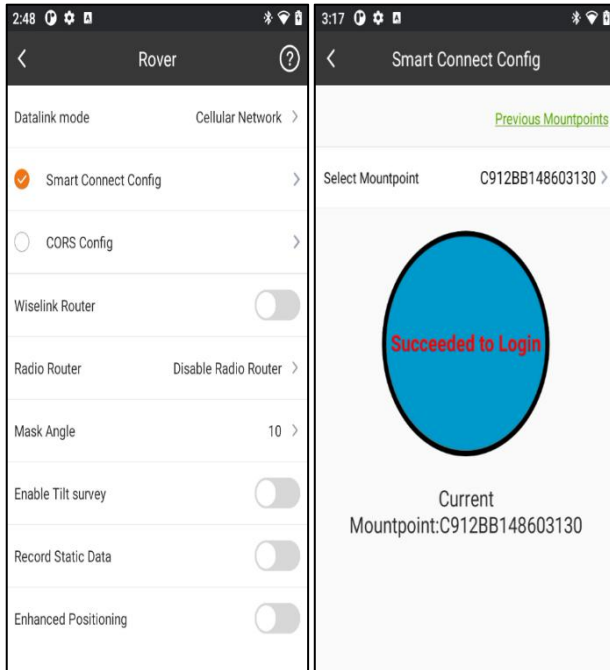 2:48
Rover
?
Datalink mode Cellular Network
Smart Connect Config
CORS Config
Wiselink Router
Radio Router Disable Radio Router
Mask Angle 10
Enable Tilt survey
Record Static Data
Enhanced Positioning
3:17
Smart Connect Config
Previous Mountpoints
Select Mountpoint C912BB148603130
Succeeded to Login
Current
Mountpoint:C912BB148603130